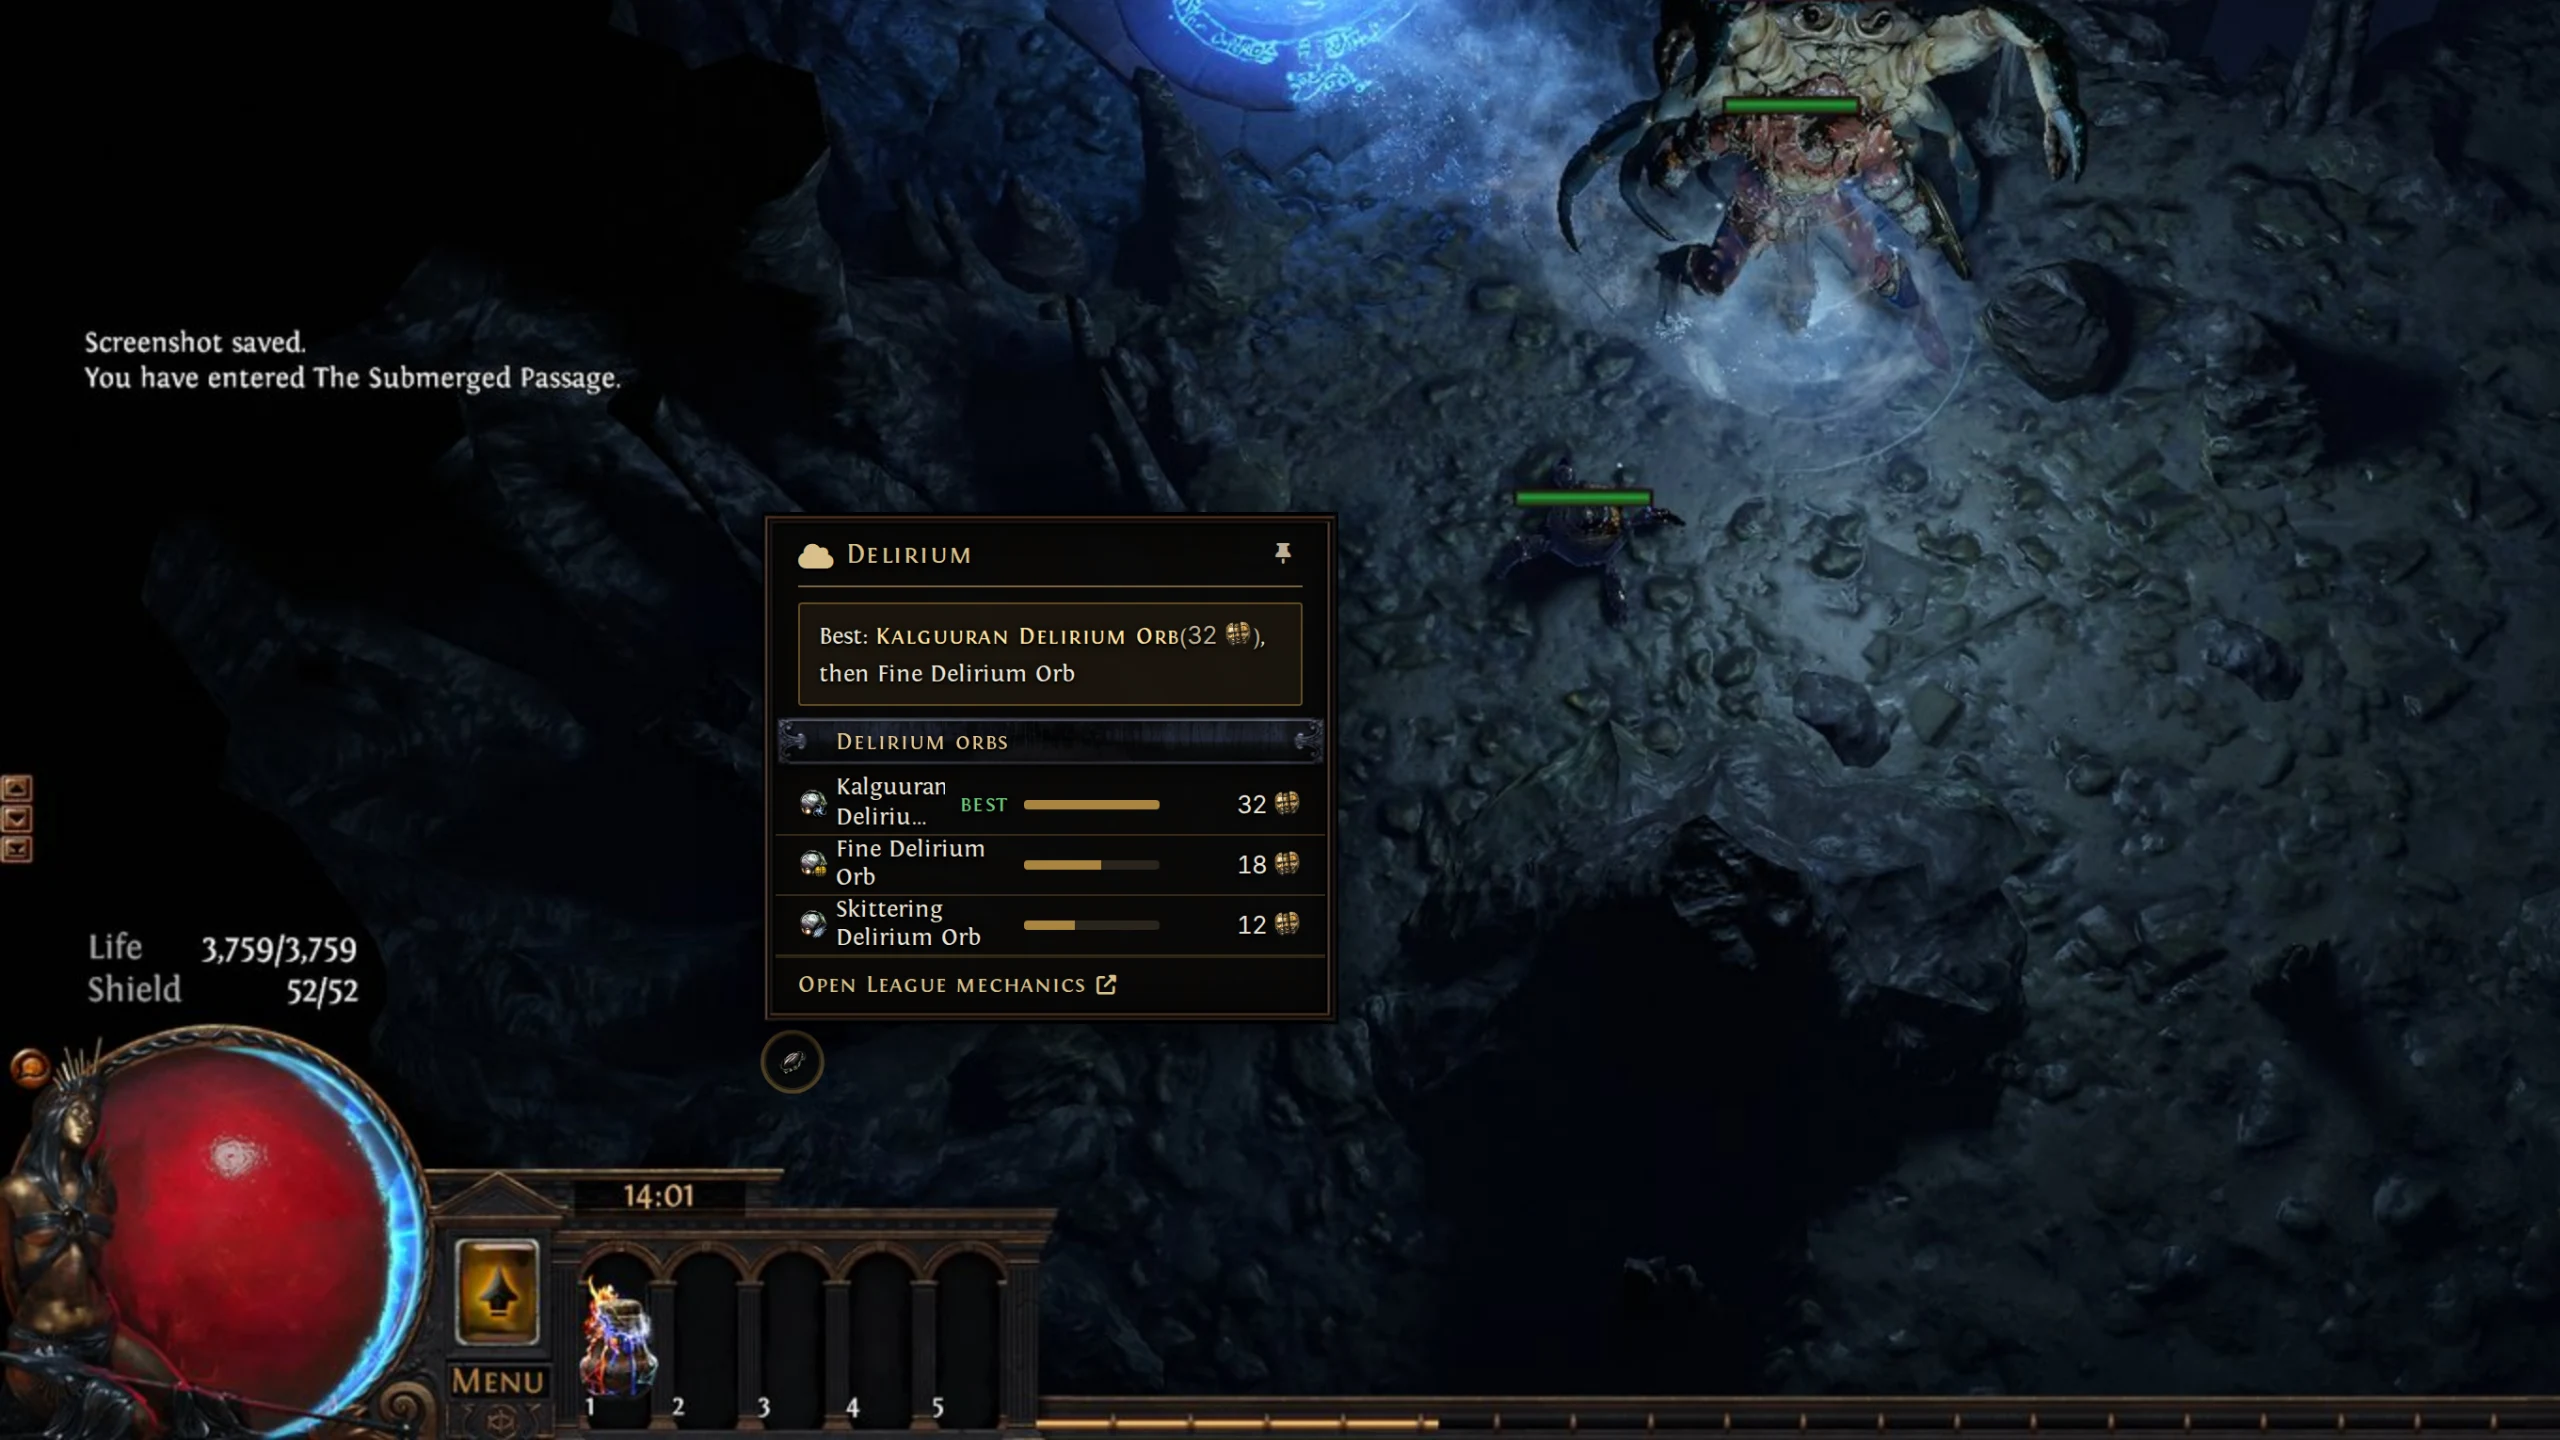 Screenshot saved.
You have entered The Submerged Passage.
DELIRIUM
Best: KALGUURAN DELIRIUM ORB(32 ),
then Fine Delirium Orb
DELIRIUM ORBS
Kalguuran
Deliriu...
BEST
32
Fine Delirium
Orb
18
Skittering
Delirium Orb
12
OPEN LEAGUE MECHANICS
Life 3,759/3,759
Shield 52/52
14:01
MENU
1 2 3 4 5